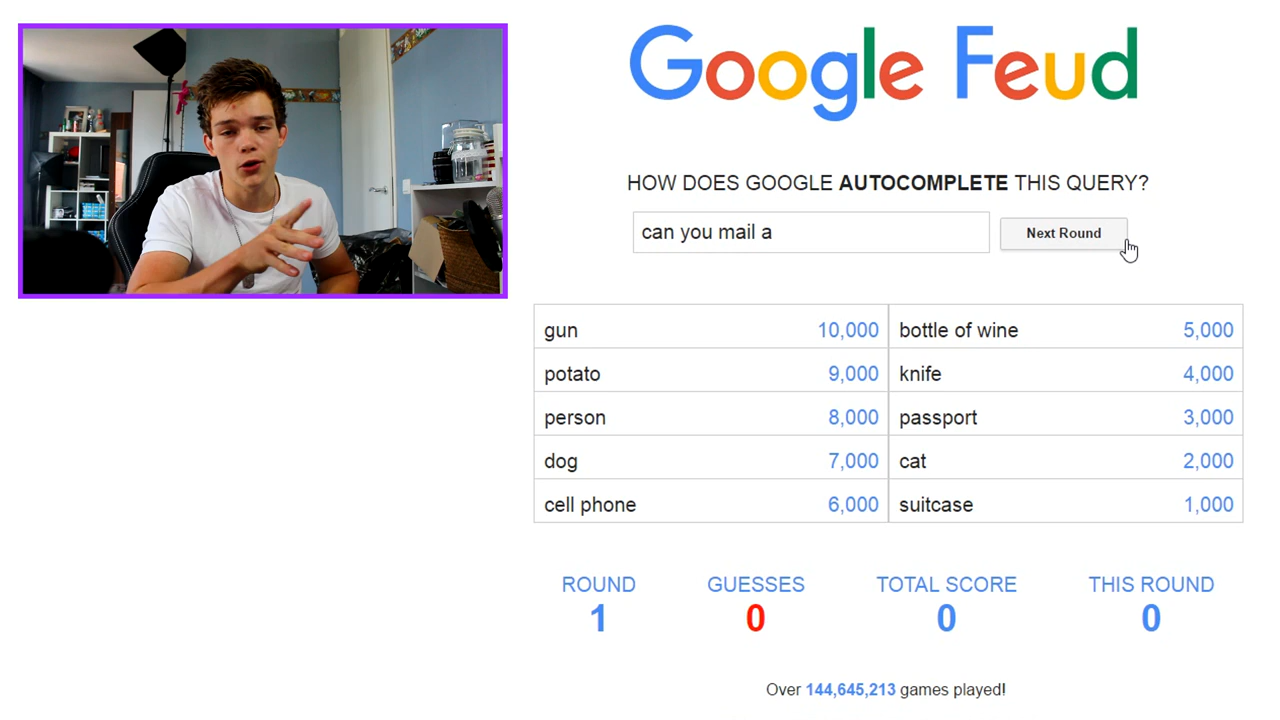 Google Feud
HOW DOES GOOGLE AUTOCOMPLETE THIS QUERY?
can you mail a
Next Round
gun 10,000 bottle of wine 5,000
potato 9,000 knife 4,000
person 8,000 passport 3,000
dog 7,000 cat 2,000
cell phone 6,000 suitcase 1,000
ROUND GUESSES TOTAL SCORE THIS ROUND
1 0 0 0
Over 144,645,213 games played!